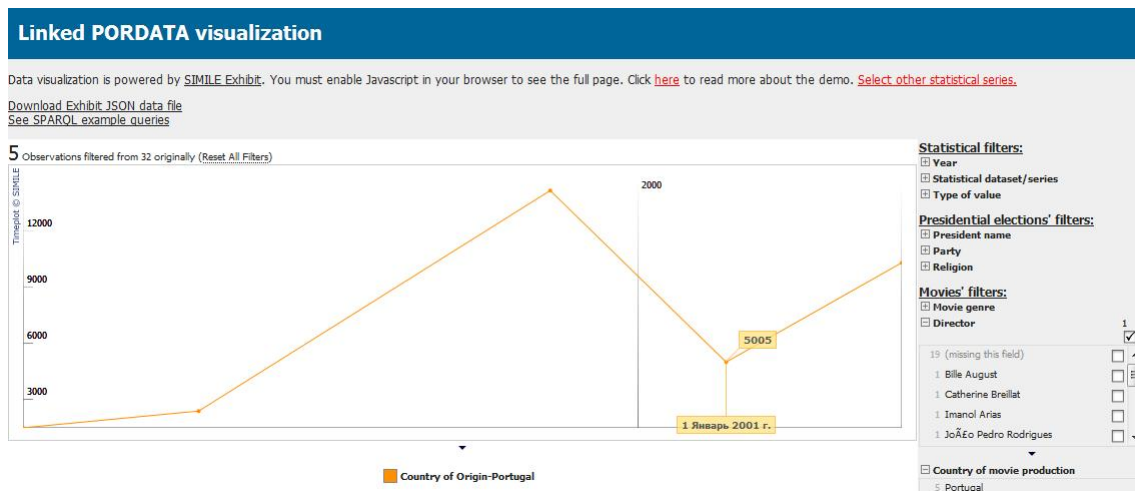 Linked PORDATA visualization
Data visualization is powered by SIMILE Exhibit. You must enable Javascript in your browser to see the full page. Click here to read more about the demo. Select other statistical series.
Download Exhibit JSON data file
See SPARQL example queries
5 Observations filtered from 32 originally (Reset All Filters)
Timeplot © SIMILE
2000
12000
9000
6000
3000
5005
1 Январь 2001 г.
Country of Origin-Portugal
Statistical filters:
Year
Statistical dataset/series
Type of value
Presidential elections' filters:
President name
Party
Religion
Movies' filters:
Movie genre
Director 1
19 (missing this field)
1 Bille August
1 Catherine Breillat
1 Imanol Arias
1 JoÃ£o Pedro Rodrigues
Country of movie production
5 Portugal